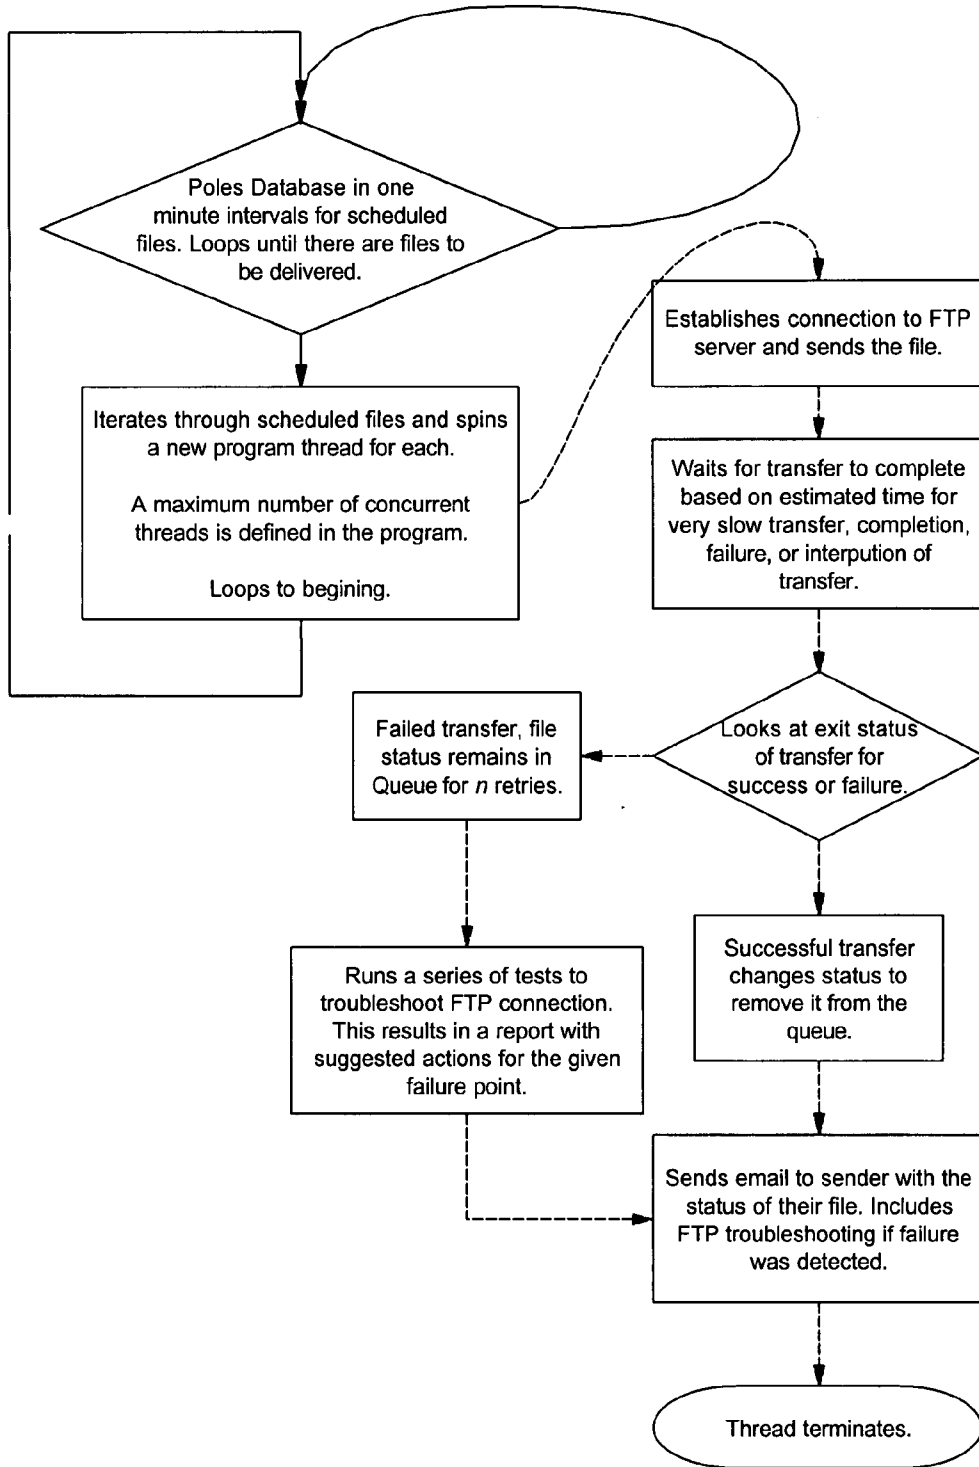 Poles Database in one
minute intervals for scheduled
files. Loops until there are files to
be delivered.
Iterates through scheduled files and spins
a new program thread for each.
A maximum number of concurrent
threads is defined in the program.
Loops to begining.
Establishes connection to FTP
server and sends the file.
Waits for transfer to complete
based on estimated time for
very slow transfer, completion,
failure, or interpution of
transfer.
Looks at exit status
of transfer for
success or failure.
Failed transfer, file
status remains in
Queue for n retries.
Runs a series of tests to
troubleshoot FTP connection.
This results in a report with
suggested actions for the given
failure point.
Successful transfer
changes status to
remove it from the
queue.
Sends email to sender with the
status of their file. Includes
FTP troubleshooting if failure
was detected.
Thread terminates.